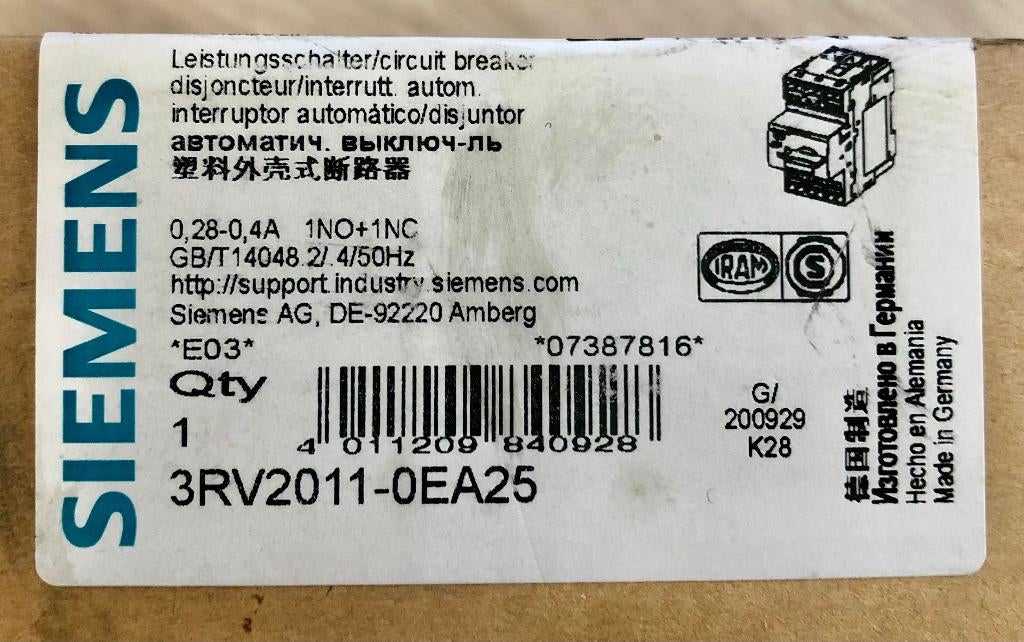 SIEMENS
Leistungsschalter/circuit breaker
disjoncteur/interrutt. autom.
interruptor automático/disjuntor
автоматич. выключ-ль
塑料外壳式断路器
0,28-0,4A 1NO+1NC
GB/T14048.2/.4/50Hz
http://support.industry.siemens.com
Siemens AG, DE-92220 Amberg
*E03* *07387816*
Qty
1
4 011209 840928
3RV2011-0EA25
IRAM S
G/
200929
K28
德国制造
Изготовлено в Германии
Hecho en Alemania
Made in Germany